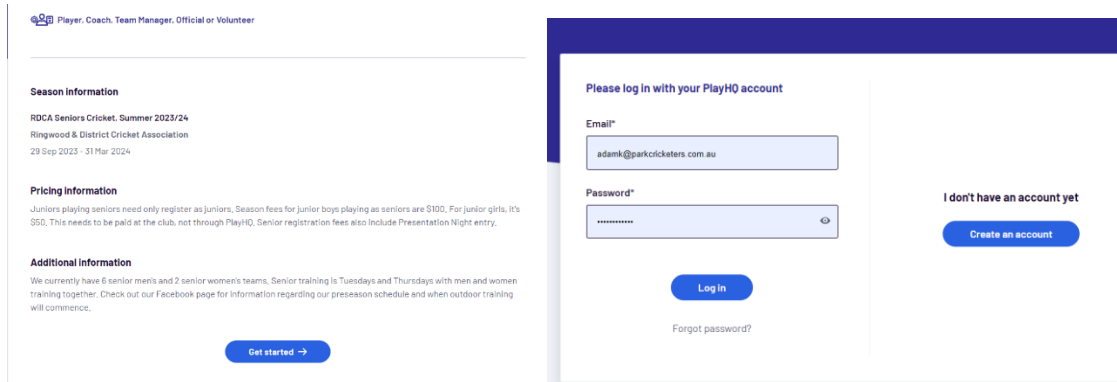 Player, Coach, Team Manager, Official or Volunteer
Season information
RDCA Seniors Cricket, Summer 2023/24
Ringwood & District Cricket Association
29 Sep 2023 - 31 Mar 2024
Pricing information
Juniors playing seniors need only register as juniors. Season fees for junior boys playing as seniors are $100. For junior girls, it's
$50. This needs to be paid at the club, not through PlayHQ. Senior registration fees also include Presentation Night entry.
Additional information
We currently have 6 senior men's and 2 senior women's teams. Senior training is Tuesdays and Thursdays with men and women
training together. Check out our Facebook page for information regarding our preseason schedule and when outdoor training
will commence.
Get started →
Please log in with your PlayHQ account
Email*
adamk@parkcricketers.com.au
Password*
••••••••••••
Log in
Forgot password?
I don't have an account yet
Create an account